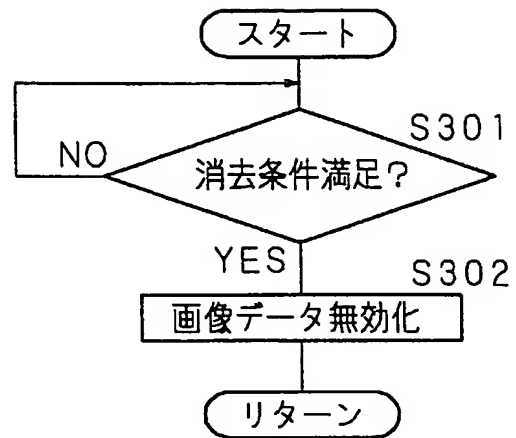 スタート
S301
NO
消去条件満足?
YES
S302
画像データ無効化
リターン